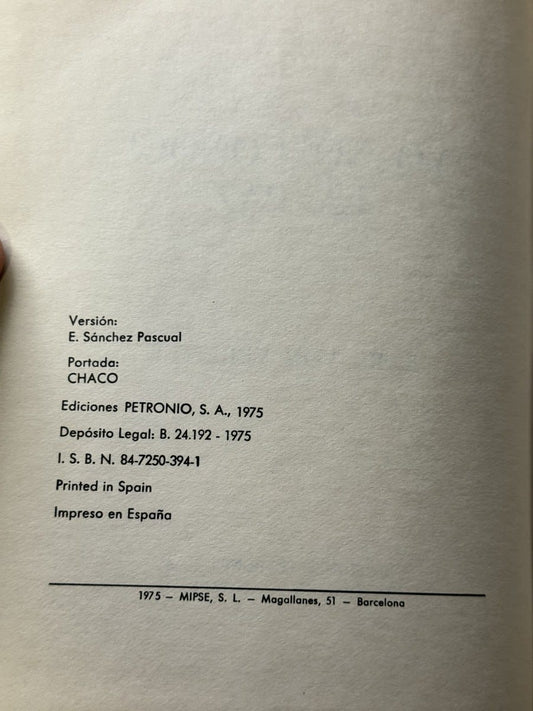 Versión:
E. Sánchez Pascual
Portada:
CHACO
Ediciones PETRONIO, S. A., 1975
Depósito Legal: B. 24.192 - 1975
I. S. B. N. 84-7250-394-1
Printed in Spain
Impreso en España
1975 — MIPSE, S. L. — Magallanes, 51 — Barcelona